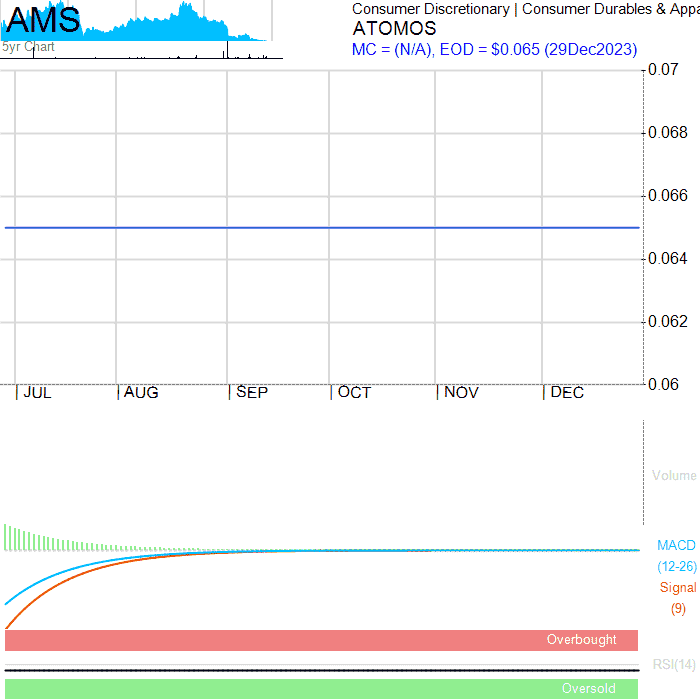 AMS
5yr Chart
Consumer Discretionary | Consumer Durables & Appa
ATOMOS
MC = (N/A), EOD = $0.065 (29Dec2023)
0.07
0.068
0.066
0.064
0.062
0.06
JUL AUG SEP OCT NOV DEC
Volume
MACD
(12-26)
Signal
(9)
Overbought
RSI(14)
Oversold